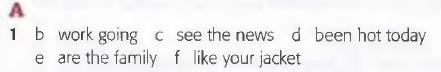 A
1 b work going c see the news d been hot today
e are the family f like your jacket